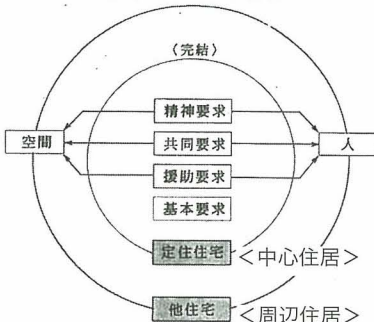 〈完結〉
精神要求
空間
共同要求
人
援助要求
基本要求
定住住宅
＜中心住居＞
他住宅
＜周辺住居＞